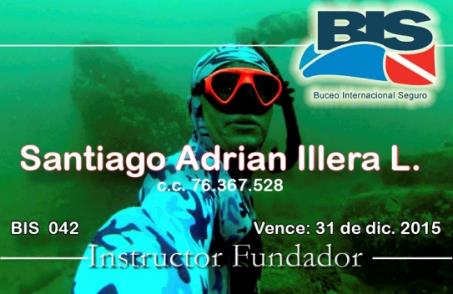 BIS
Buceo Internacional Seguro
Santiago Adrian Illera L.
c.c. 76.367.528
BIS 042
Vence: 31 de dic. 2015
Instructor Fundador